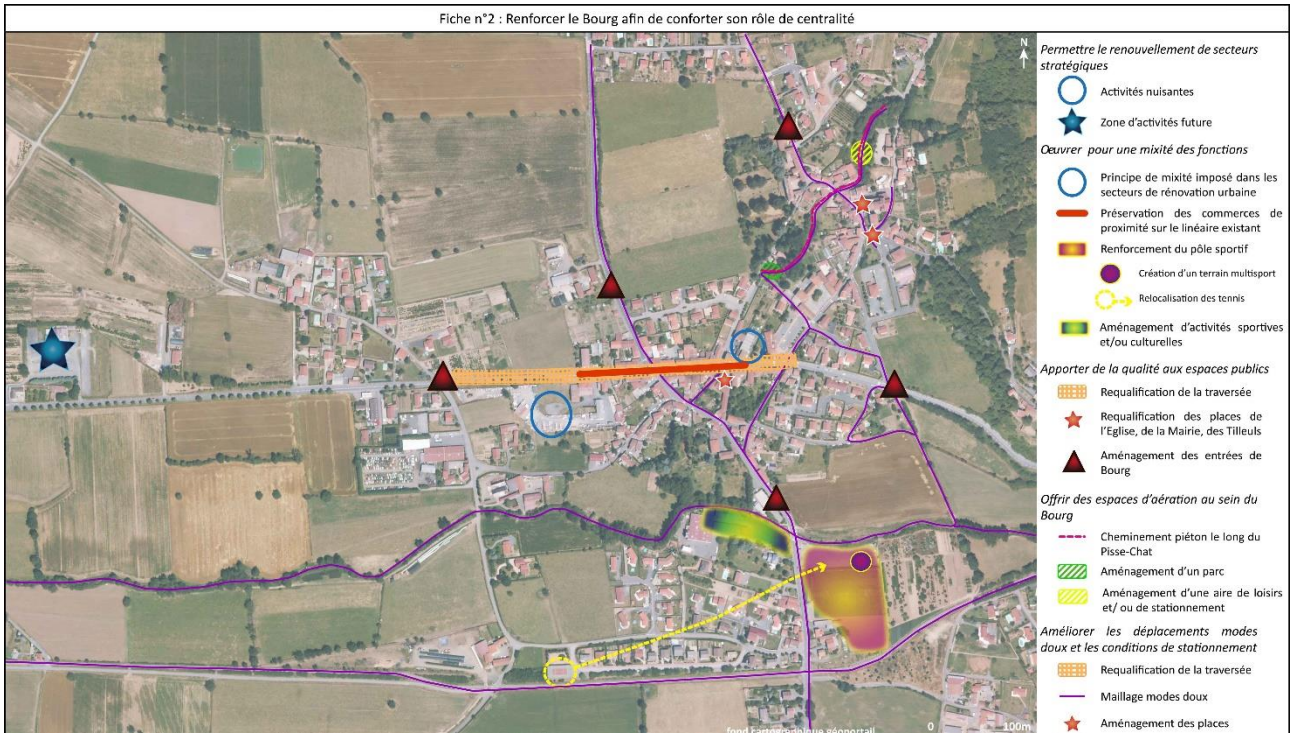 Fiche n°2 : Renforcer le Bourg afin de conforter son rôle de centralité
N
Permettre le renouvellement de secteurs
stratégiques
Activités nuisantes
Zone d'activités future
Œuvrer pour une mixité des fonctions
Principe de mixité imposé dans les
secteurs de rénovation urbaine
Préservation des commerces de
proximité sur le linéaire existant
Renforcement du pôle sportif
Création d'un terrain multisport
Relocalisation des tennis
Aménagement d'activités sportives
et/ou culturelles
Apporter de la qualité aux espaces publics
Requalification de la traversée
Requalification des places de
l'Eglise, de la Mairie, des Tilleuls
Aménagement des entrées de
Bourg
Offrir des espaces d'aération au sein du
Bourg
Cheminement piéton le long du
Pisse-Chat
Aménagement d'un parc
Aménagement d'une aire de loisirs
et/ ou de stationnement
Améliorer les déplacements modes
doux et les conditions de stationnement
Requalification de la traversée
Maillage modes doux
Aménagement des places
0 100m
fond cartographique géoportail